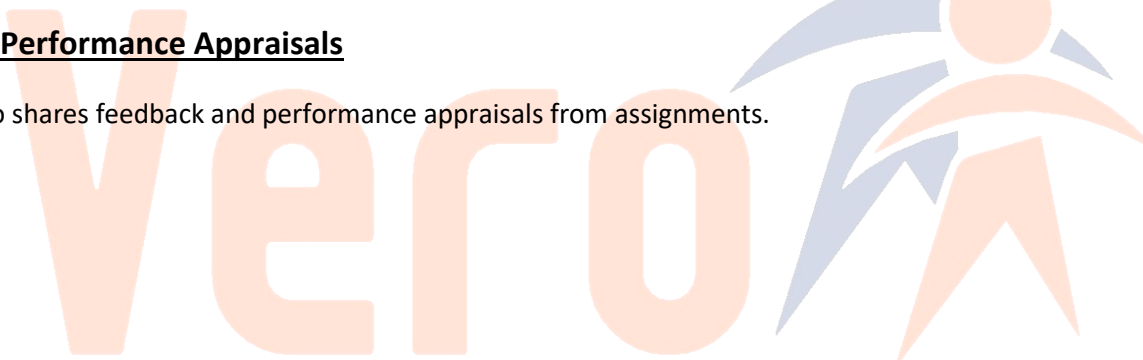 Performance Appraisals
o shares feedback and performance appraisals from assignments.
Vero